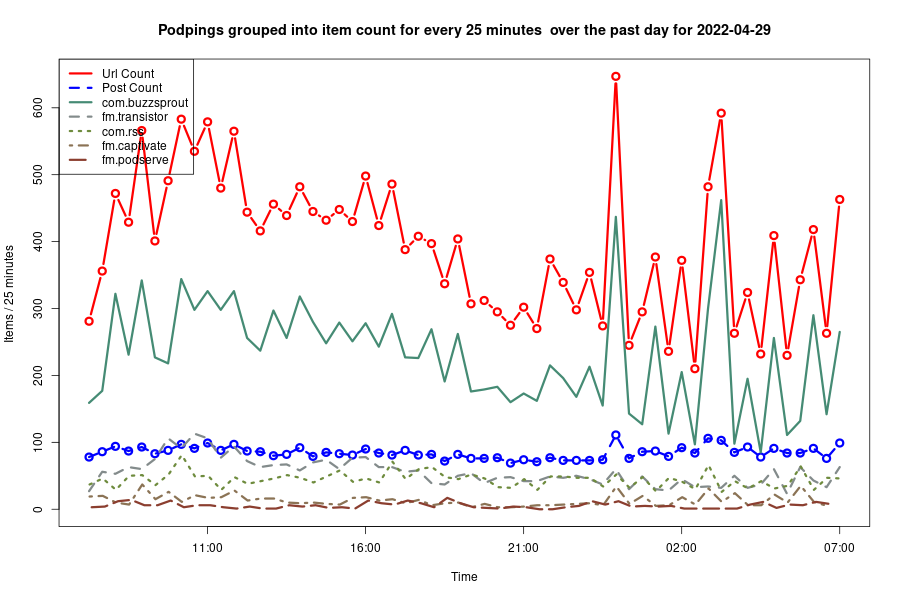 Podpings grouped into item count for every 25 minutes  over the past day for 2022-04-29
Url Count
Post Count
com.buzzsprout
fm.transistor
com.rss
fm.captivate
fm.podserve
Items / 25 minutes
600
500
400
300
200
100
0
11:00
16:00
21:00
02:00
07:00
Time